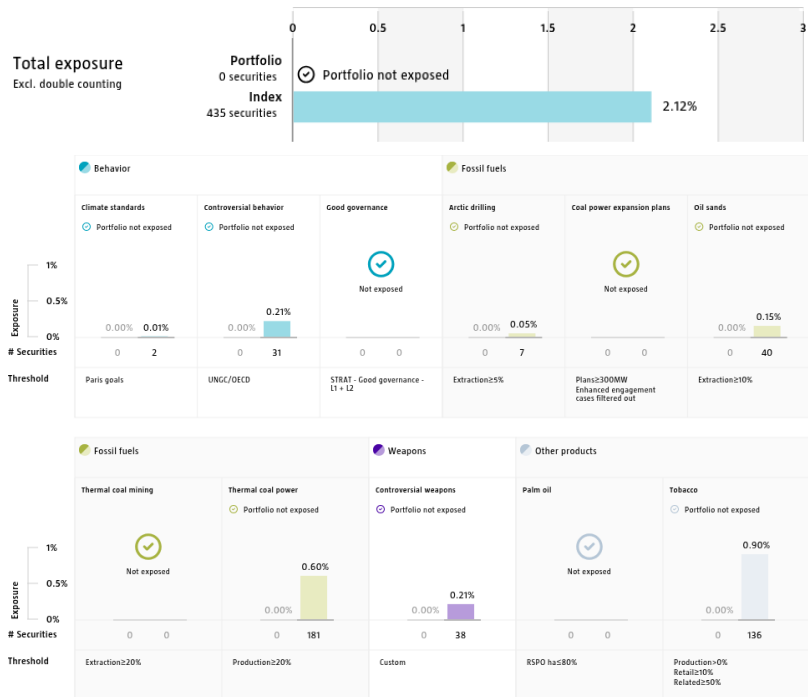 0 0.5 1 1.5 2 2.5 3
Total exposure
Excl. double counting
Portfolio
0 securities
Portfolio not exposed
Index
435 securities
2.12%
Behavior
Fossil fuels
Climate standards
Controversial behavior
Good governance
Arctic drilling
Coal power expansion plans
Oil sands
Portfolio not exposed
Portfolio not exposed
Not exposed
Portfolio not exposed
Not exposed
Portfolio not exposed
Exposure
1%
0.5%
0%
0.00% 0.01%
0.00% 0.21%
0.00% 0.05%
0.00% 0.15%
# Securities
0 2
0 31
0 0
0 7
0 0
0 40
Threshold
Paris goals
UNGC/OECD
STRAT - Good governance -
L1 + L2
Extraction≥5%
Plans≥300MW
Enhanced engagement
cases filtered out
Extraction≥10%
Fossil fuels
Weapons
Other products
Thermal coal mining
Thermal coal power
Controversial weapons
Palm oil
Tobacco
Not exposed
Portfolio not exposed
Portfolio not exposed
Not exposed
Portfolio not exposed
Exposure
1%
0.5%
0%
0.00% 0.60%
0.00% 0.21%
0.00% 0.90%
# Securities
0 0
0 181
0 38
0 0
0 136
Threshold
Extraction≥20%
Production≥20%
Custom
RSPO ha≤80%
Production>0%
Retail≥10%
Related≥50%